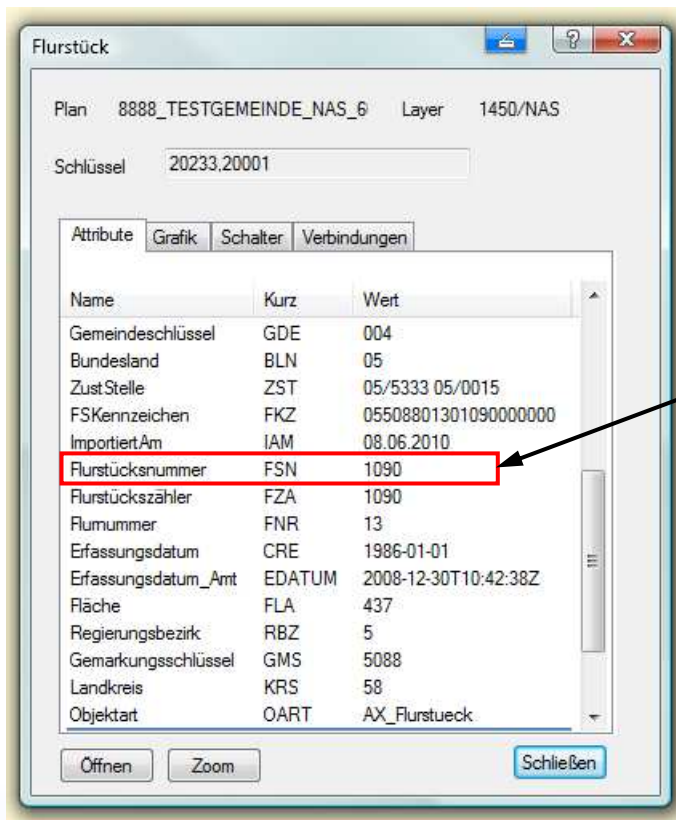 Flurstück
Plan 8888_TESTGEMEINDE_NAS_6 Layer 1450/NAS
Schlüssel 20233,20001
Attribute Grafik Schalter Verbindungen
Name Kurz Wert
Gemeindeschlüssel GDE 004
Bundesland BLN 05
ZustStelle ZST 05/5333 05/0015
FSKennzeichen FKZ 05508801301090000000
ImportiertAm IAM 08.06.2010
Flurstücksnummer FSN 1090
Flurstückszähler FZA 1090
Flurnummer FNR 13
Erfassungsdatum CRE 1986-01-01
Erfassungsdatum_Amt EDATUM 2008-12-30T10:42:38Z
Fläche FLA 437
Regierungsbezirk RBZ 5
Gemarkungsschlüssel GMS 5088
Landkreis KRS 58
Objektart OART AX_Flurstueck
Öffnen Zoom Schließen